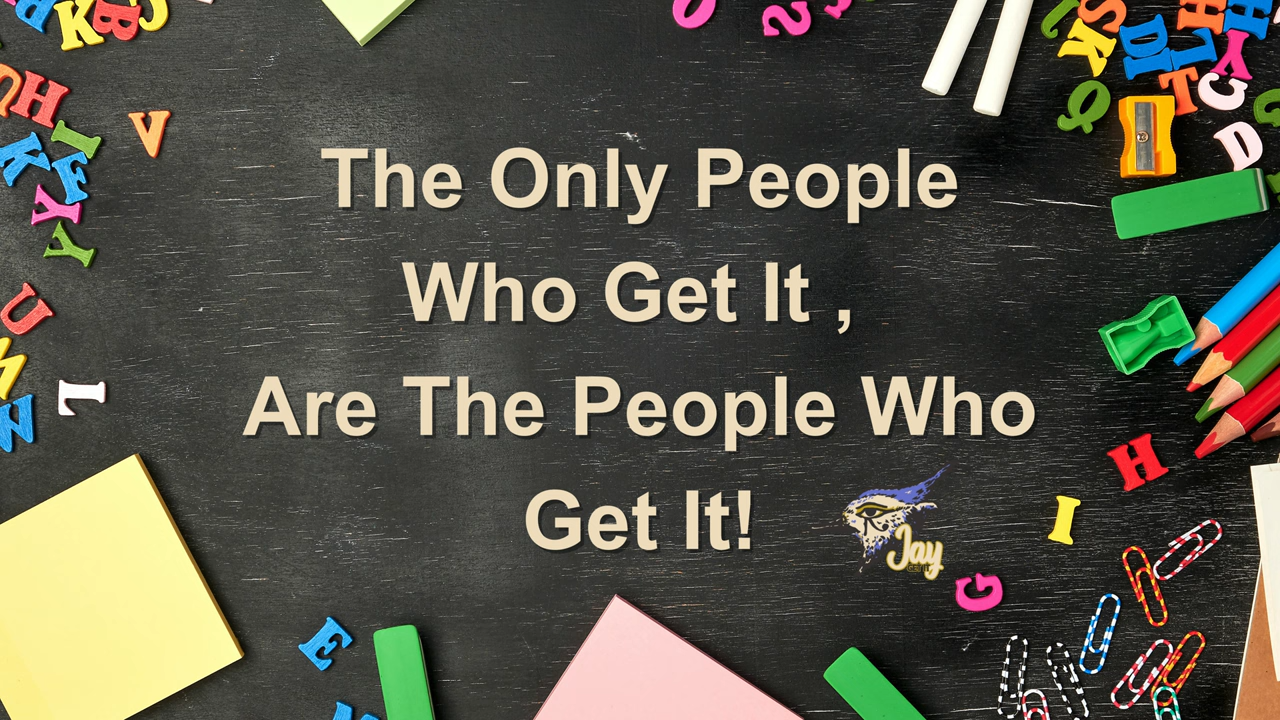 The Only People
Who Get It ,
Are The People Who
Get It!
Jay